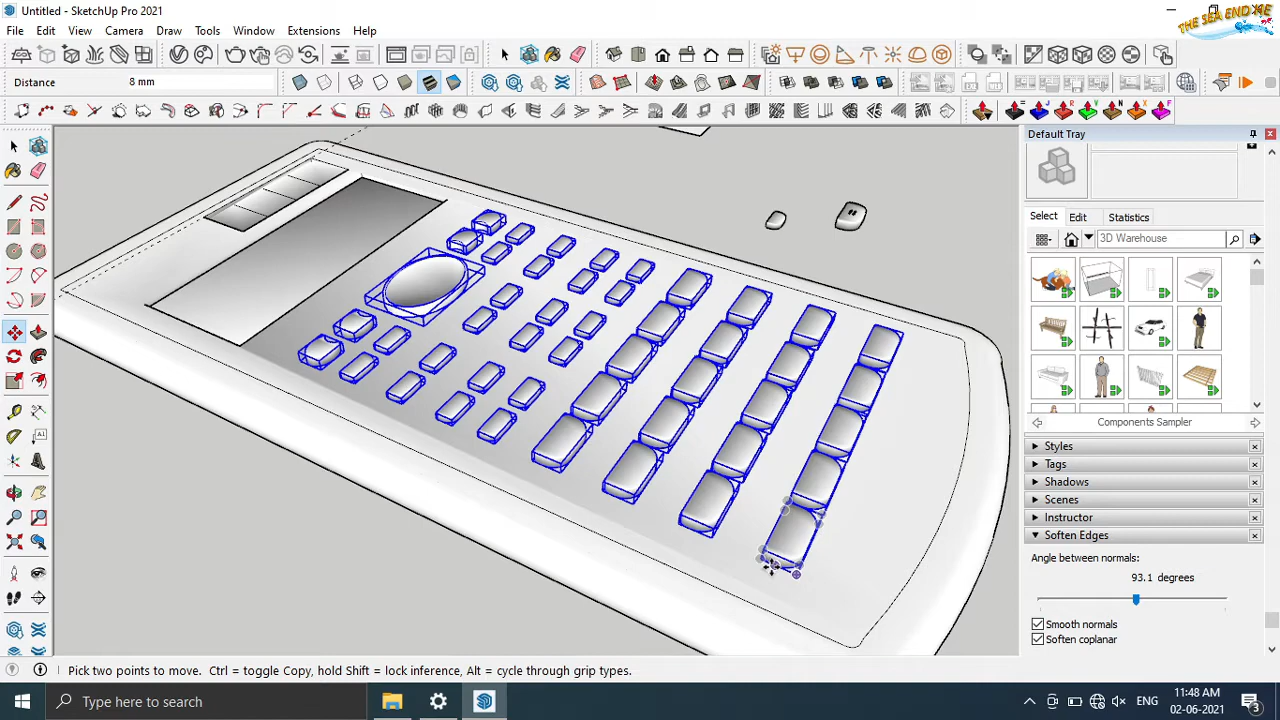 Untitled - SketchUp Pro 2021
THE SEA END ME
File Edit View Camera Draw Tools Window Extensions Help
Distance 8 mm
Default Tray
Select Edit Statistics
3D Warehouse
Components Sampler
Styles
Tags
Shadows
Scenes
Instructor
Soften Edges
Angle between normals:
93.1 degrees
Smooth normals
Soften coplanar
Pick two points to move. Ctrl = toggle Copy, hold Shift = lock inference, Alt = cycle through grip types.
Type here to search
ENG
11:48 AM
02-06-2021
3